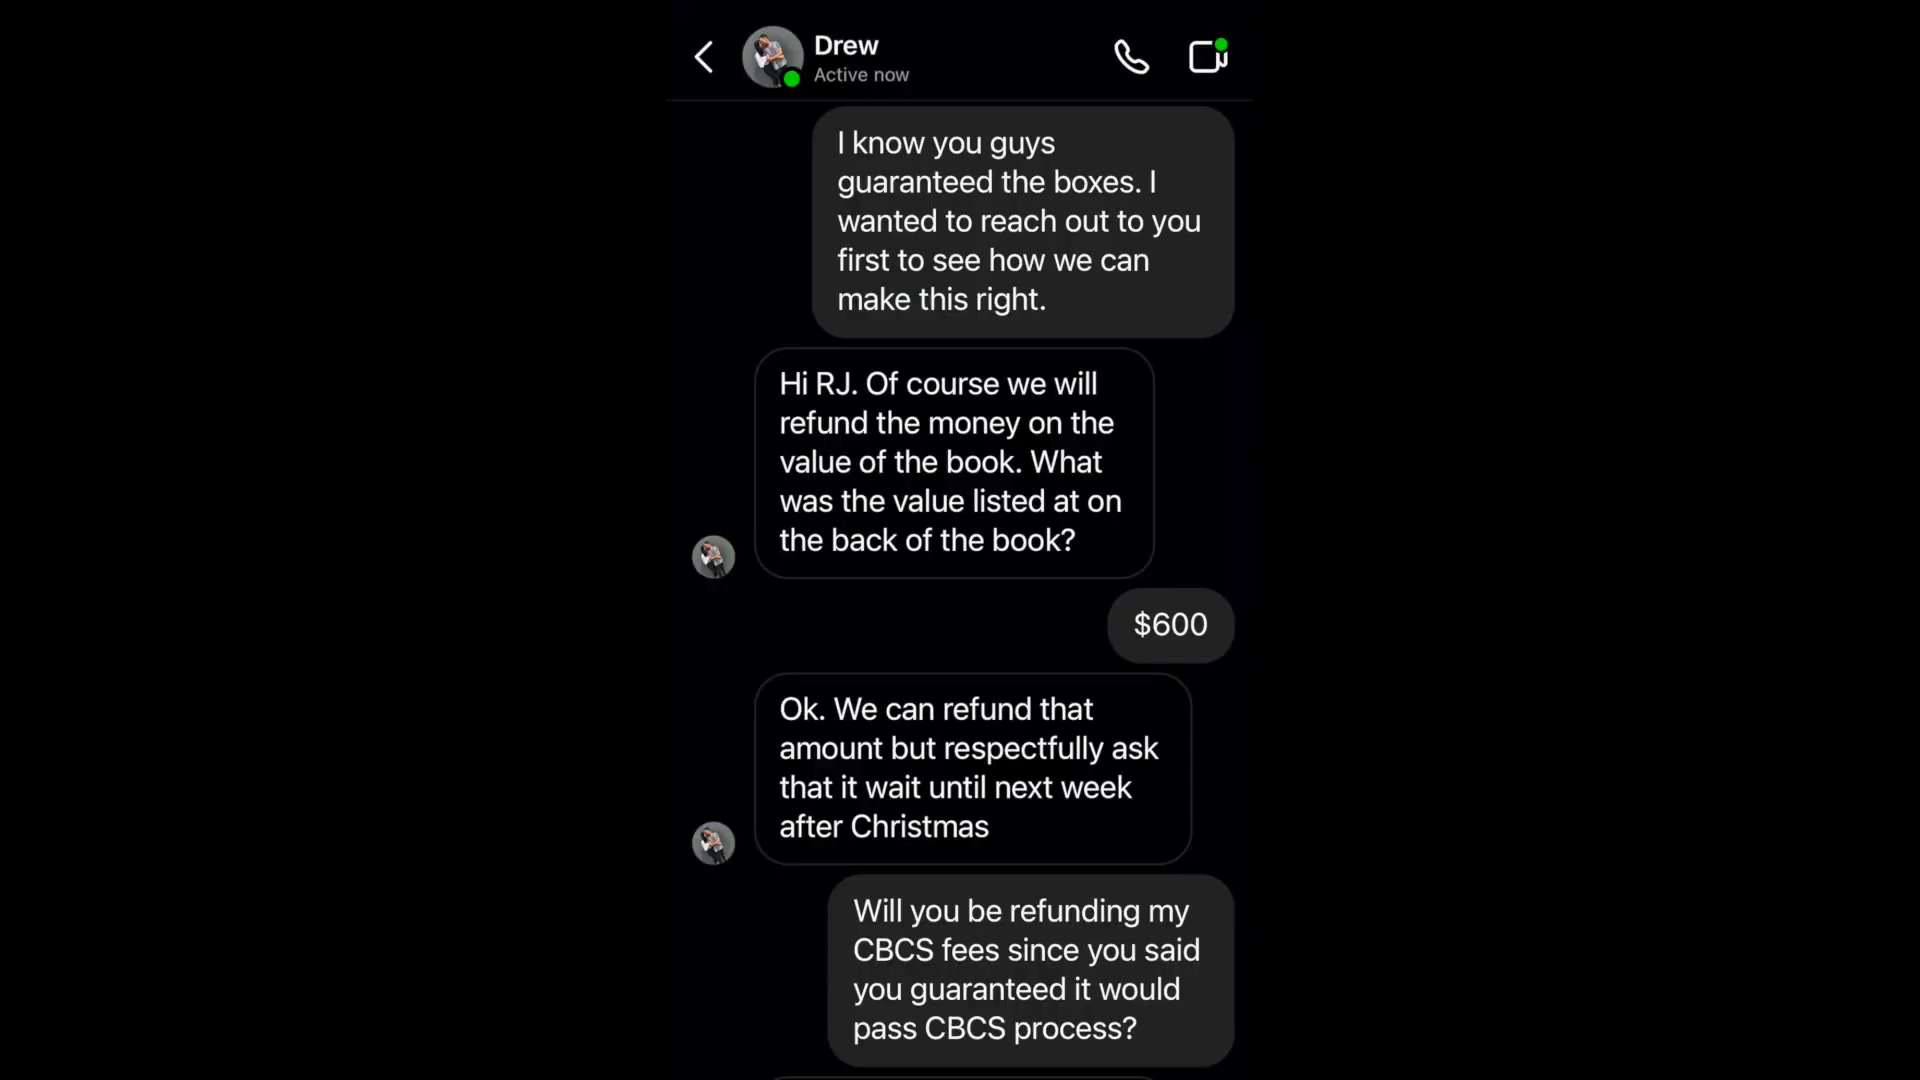 Drew
Active now
I know you guys
guaranteed the boxes. I
wanted to reach out to you
first to see how we can
make this right.
Hi RJ. Of course we will
refund the money on the
value of the book. What
was the value listed at on
the back of the book?
$600
Ok. We can refund that
amount but respectfully ask
that it wait until next week
after Christmas
Will you be refunding my
CBCS fees since you said
you guaranteed it would
pass CBCS process?